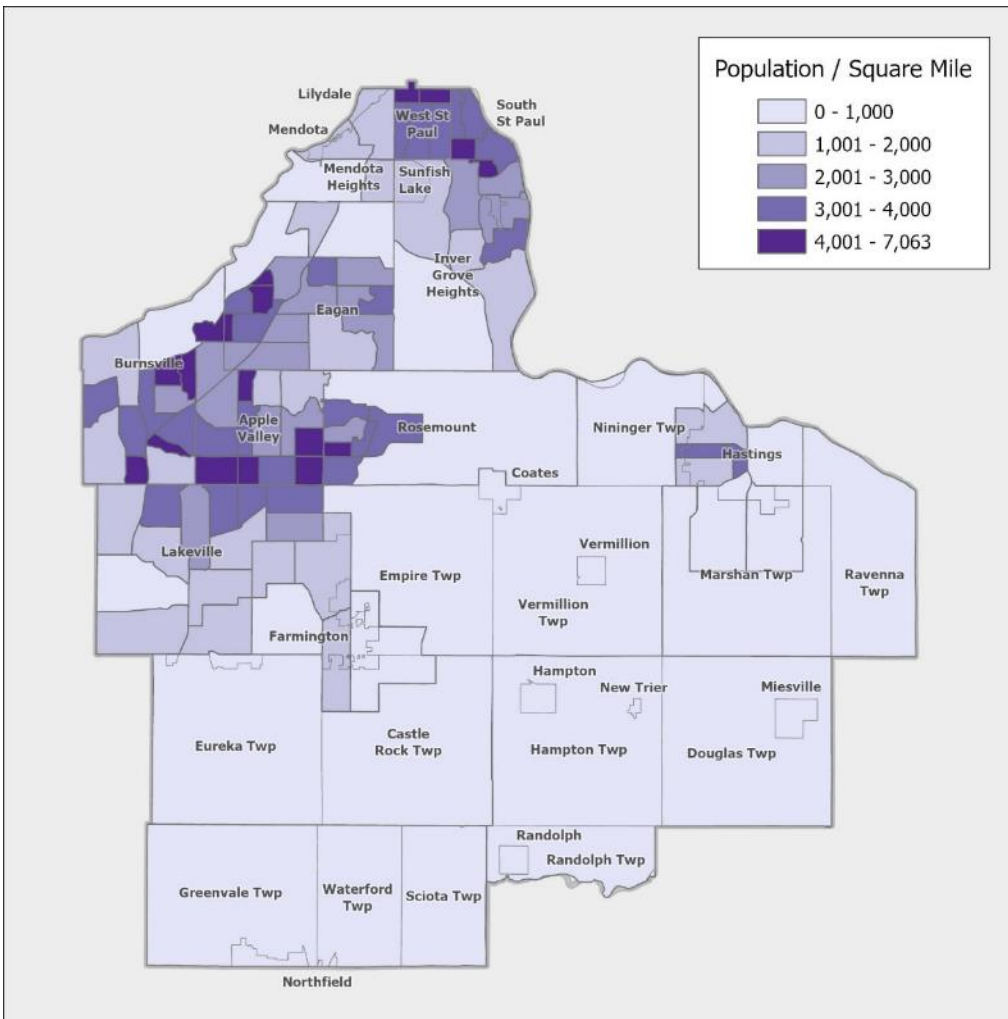 Population / Square Mile
0 - 1,000
1,001 - 2,000
2,001 - 3,000
3,001 - 4,000
4,001 - 7,063
Lilydale
West St
Paul
South
St Paul
Mendota
Mendota
Heights
Sunfish
Lake
Inver
Grove
Heights
Eagan
Burnsville
Apple
Valley
Rosemount
Nininger Twp
Hastings
Coates
Lakeville
Empire Twp
Vermillion
Vermillion
Twp
Marshan Twp
Ravenna
Twp
Farmington
Hampton
New Trier
Miesville
Eureka Twp
Castle
Rock Twp
Hampton Twp
Douglas Twp
Randolph
Randolph Twp
Greenvale Twp
Waterford
Twp
Sciota Twp
Northfield